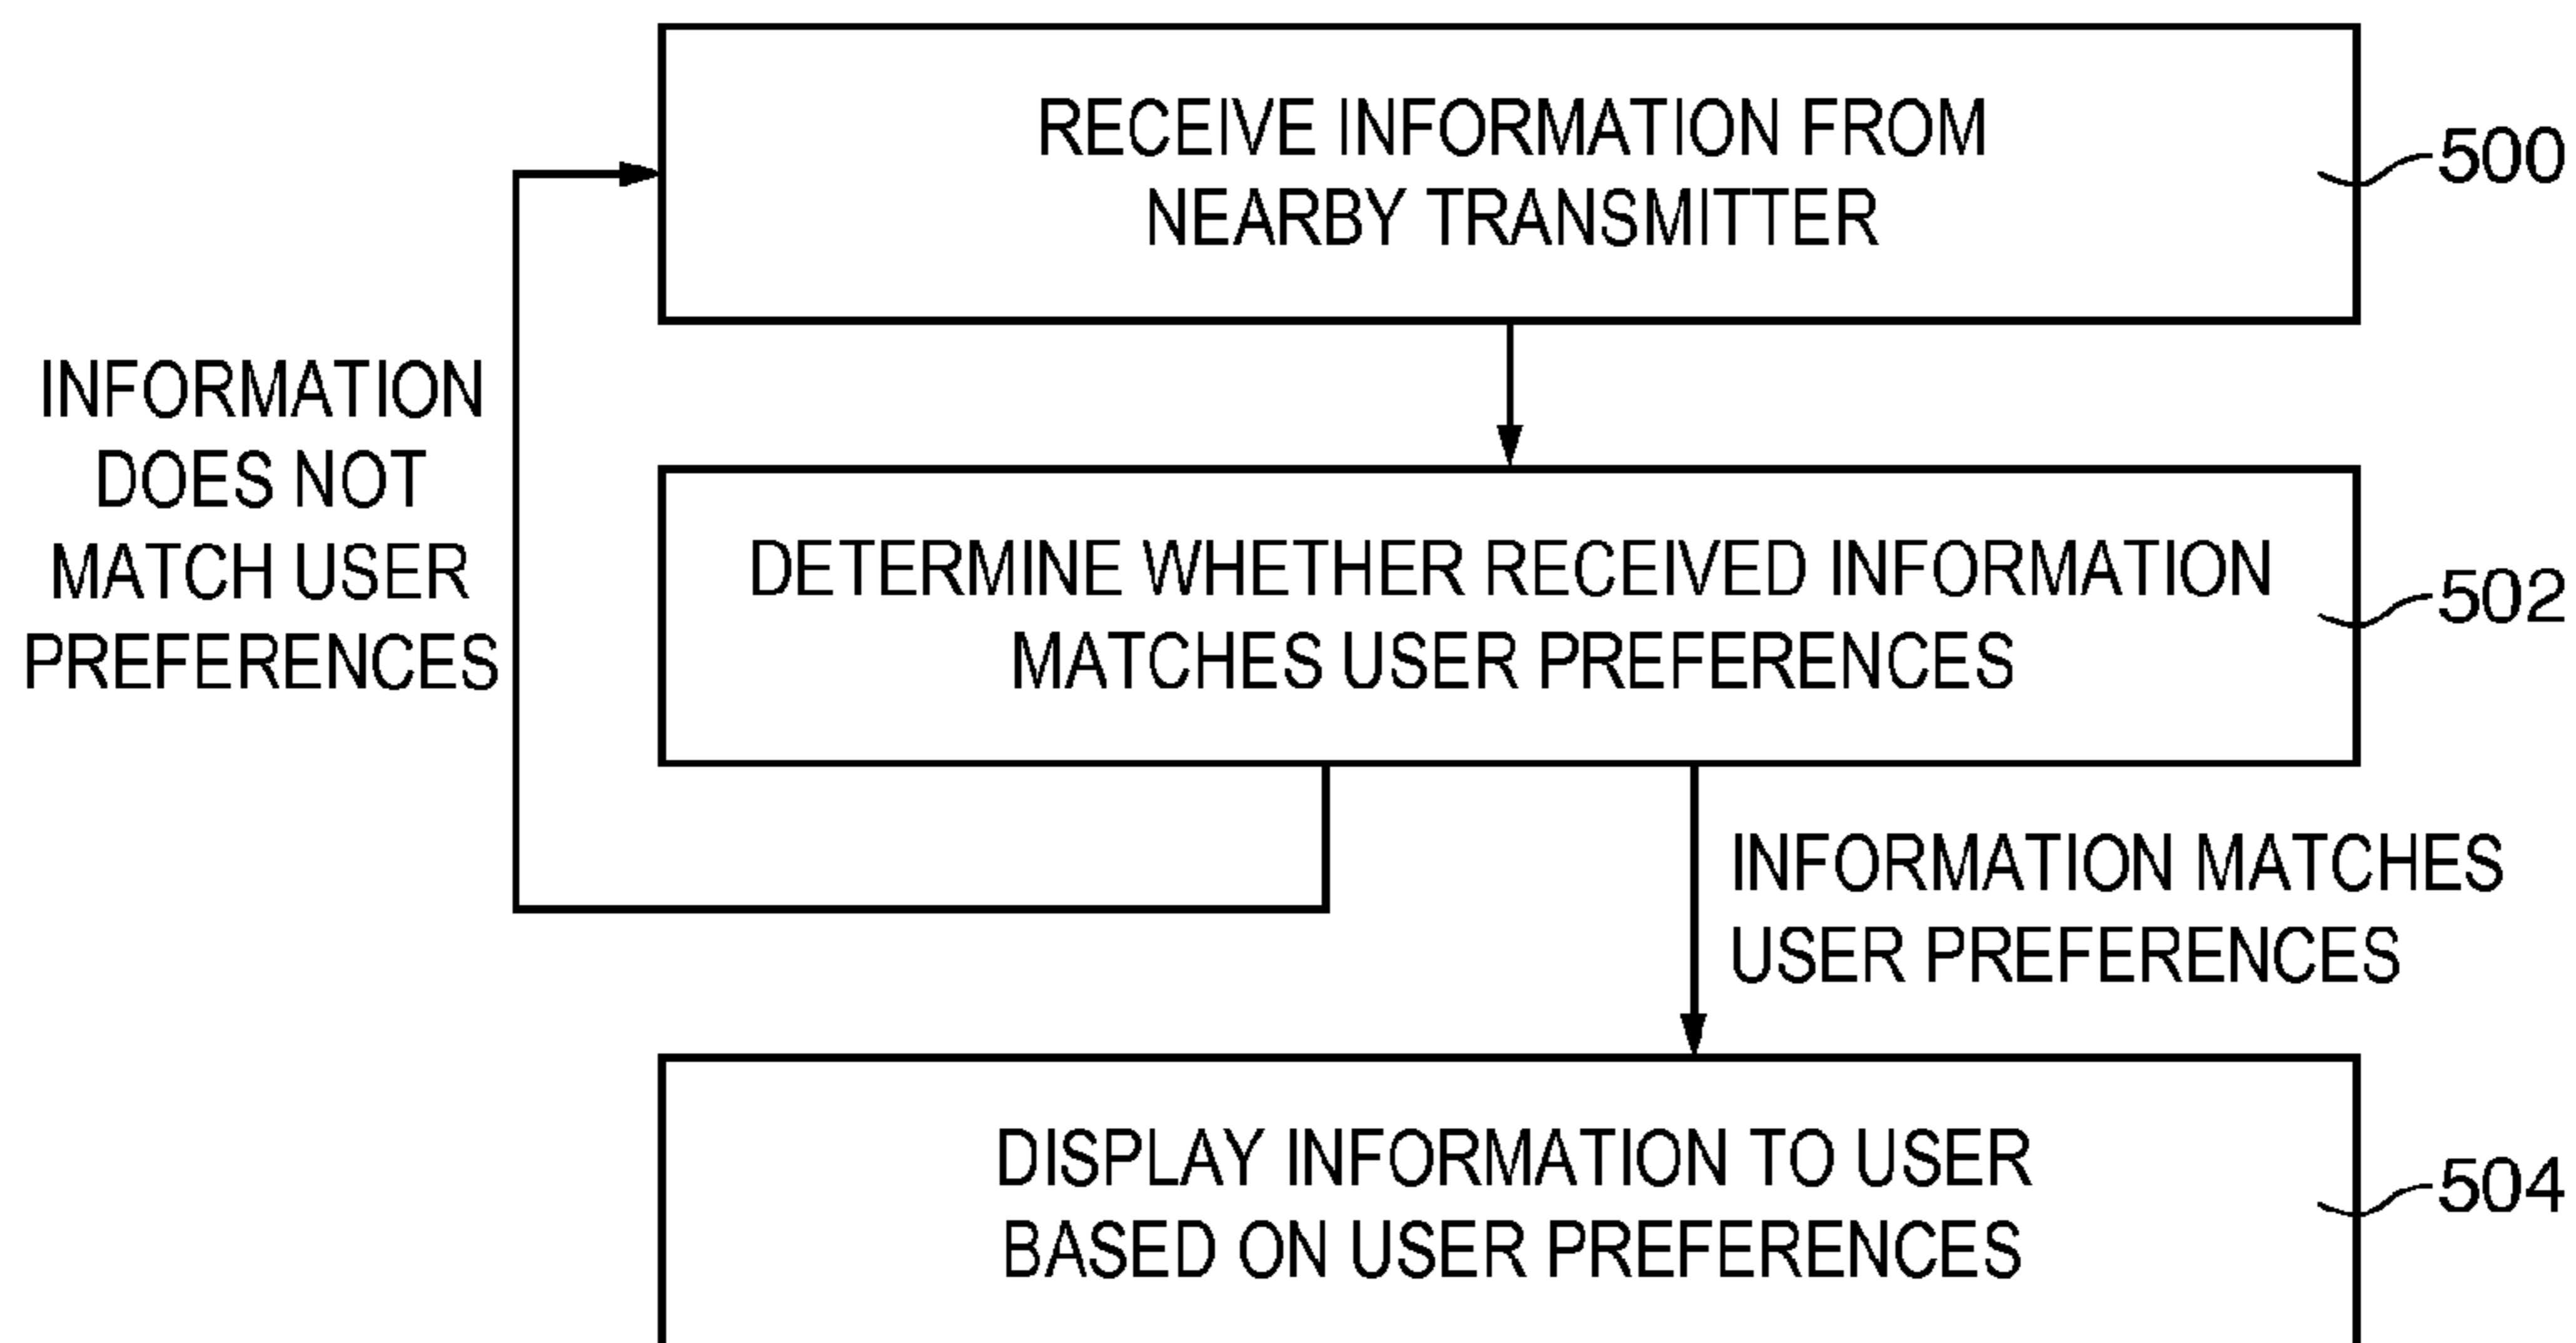 RECEIVE INFORMATION FROM
NEARBY TRANSMITTER
500
INFORMATION
DOES NOT
MATCH USER
PREFERENCES
DETERMINE WHETHER RECEIVED INFORMATION
MATCHES USER PREFERENCES
502
INFORMATION MATCHES
USER PREFERENCES
DISPLAY INFORMATION TO USER
BASED ON USER PREFERENCES
504